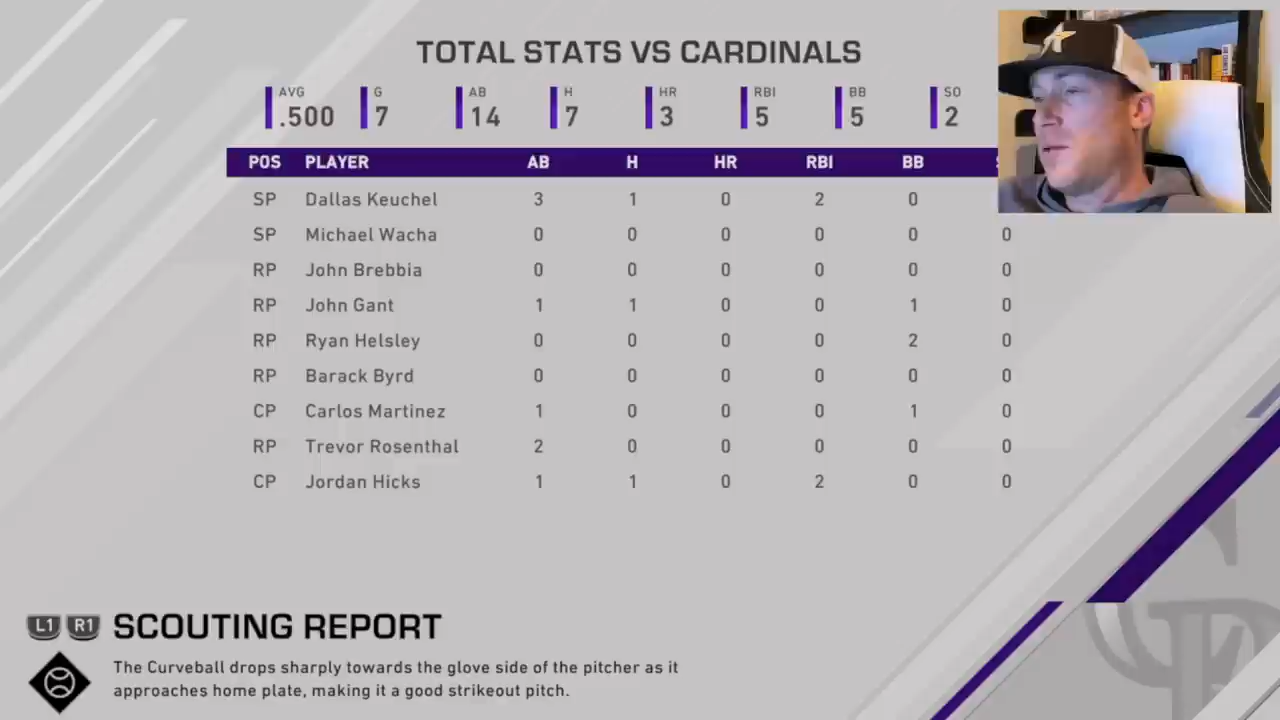 TOTAL STATS VS CARDINALS
AVG G AB H HR RBI BB SO
.500 7 14 7 3 5 5 2
POS PLAYER AB H HR RBI BB
SP Dallas Keuchel 3 1 0 2 0
SP Michael Wacha 0 0 0 0 0 0
RP John Brebbia 0 0 0 0 0 0
RP John Gant 1 1 0 0 1 0
RP Ryan Helsley 0 0 0 0 2 0
RP Barack Byrd 0 0 0 0 0 0
CP Carlos Martinez 1 0 0 0 1 0
RP Trevor Rosenthal 2 0 0 0 0 0
CP Jordan Hicks 1 1 0 2 0 0
L1 R1 SCOUTING REPORT
The Curveball drops sharply towards the glove side of the pitcher as it
approaches home plate, making it a good strikeout pitch.